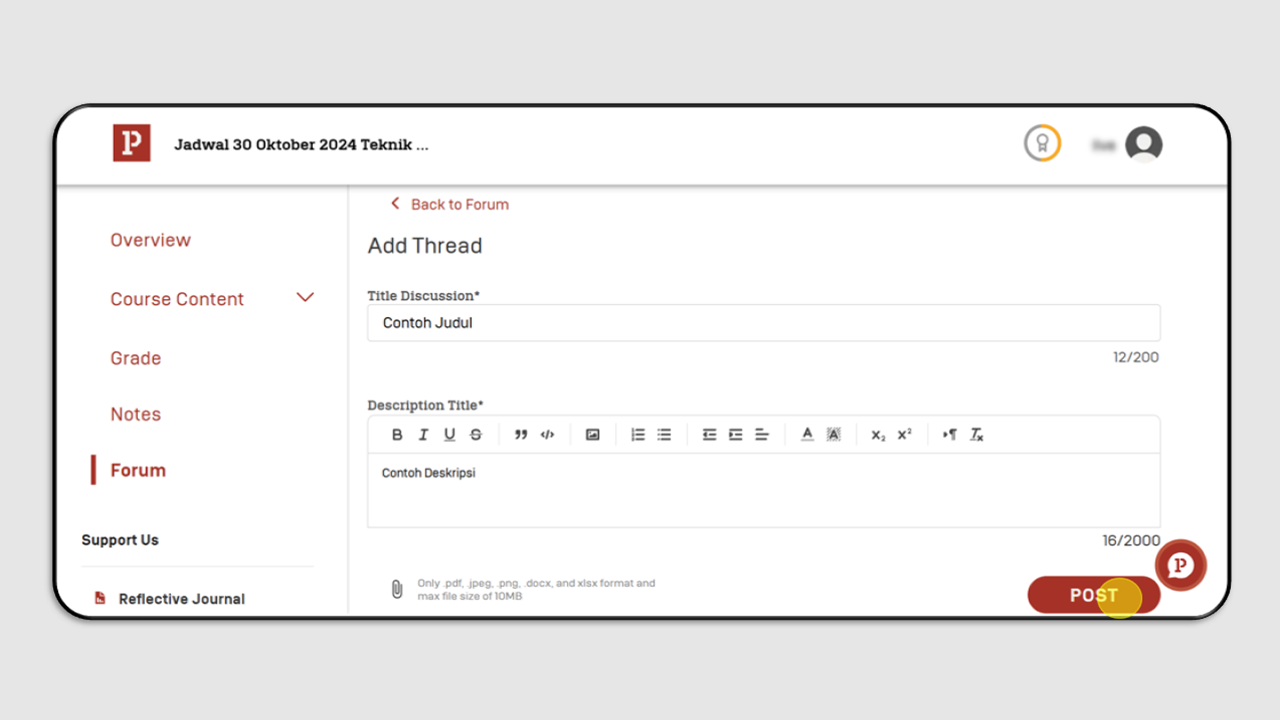 Jadwal 30 Oktober 2024 Teknik ...
Back to Forum
Overview
Add Thread
Course Content
Title Discussion*
Contoh Judul
12/200
Grade
Description Title*
Notes
Contoh Deskripsi
Forum
16/2000
Support Us
Only .pdf, .jpeg, .png, .docx, and xlsx format and
max file size of 10MB
POST
Reflective Journal